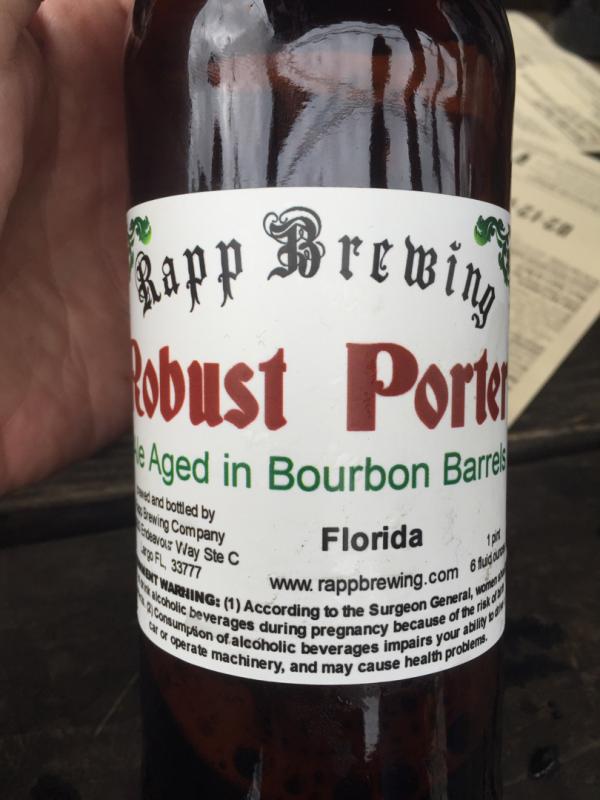 Rapp Brewing
Robust Porter
Ale Aged in Bourbon Barrels
and bottled by
Brewing Company
Endeavour Way Ste C
Largo FL, 33777
Florida
1 pint
6 fluid
www.rappbrewing.com
WARNING: (1) According to the Surgeon General, women
alcoholic beverages during pregnancy because of the risk of
(2) Consumption of alcoholic beverages impairs your ability to
car or operate machinery, and may cause health problems.